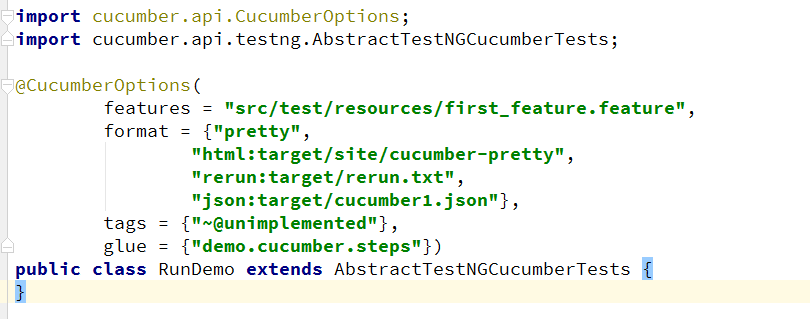 import cucumber.api.CucumberOptions;
import cucumber.api.testng.AbstractTestNGCucumberTests;

@CucumberOptions(
        features = "src/test/resources/first_feature.feature",
        format = {"pretty",
                "html:target/site/cucumber-pretty",
                "rerun:target/rerun.txt",
                "json:target/cucumber1.json"},
        tags = {"~@unimplemented"},
        glue = {"demo.cucumber.steps"})
public class RunDemo extends AbstractTestNGCucumberTests {
}